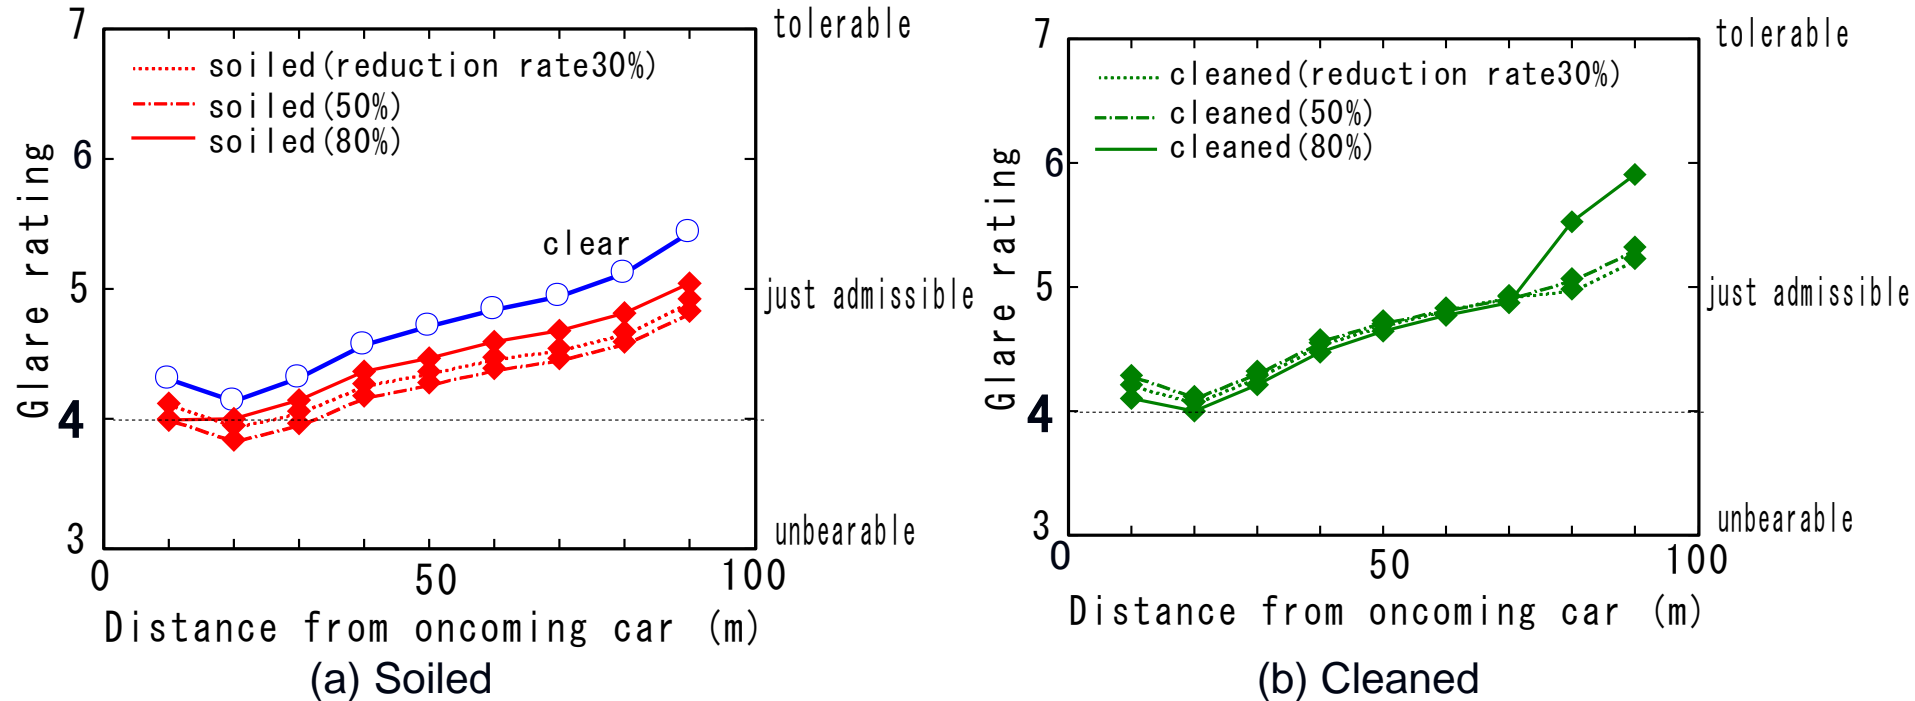 7
tolerable
soiled(reduction rate30%)
soiled(50%)
soiled(80%)
6
Glare rating
clear
5
just admissible
4
3
unbearable
0
50
100
Distance from oncoming car (m)
(a) Soiled
7
tolerable
cleaned(reduction rate30%)
cleaned(50%)
cleaned(80%)
6
Glare rating
5
just admissible
4
3
unbearable
0
50
100
Distance from oncoming car (m)
(b) Cleaned